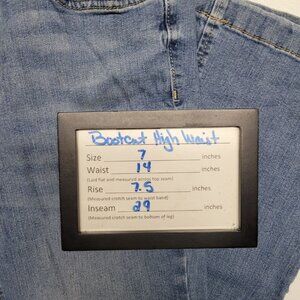 Bootcut High Waist
Size 7 inches
Waist 14 inches
(Laid flat and measured across top seam)
Rise 7.5 inches
(Measured crotch seam to waist band)
Inseam 29 inches
(Measured crotch seam to bottom of leg)